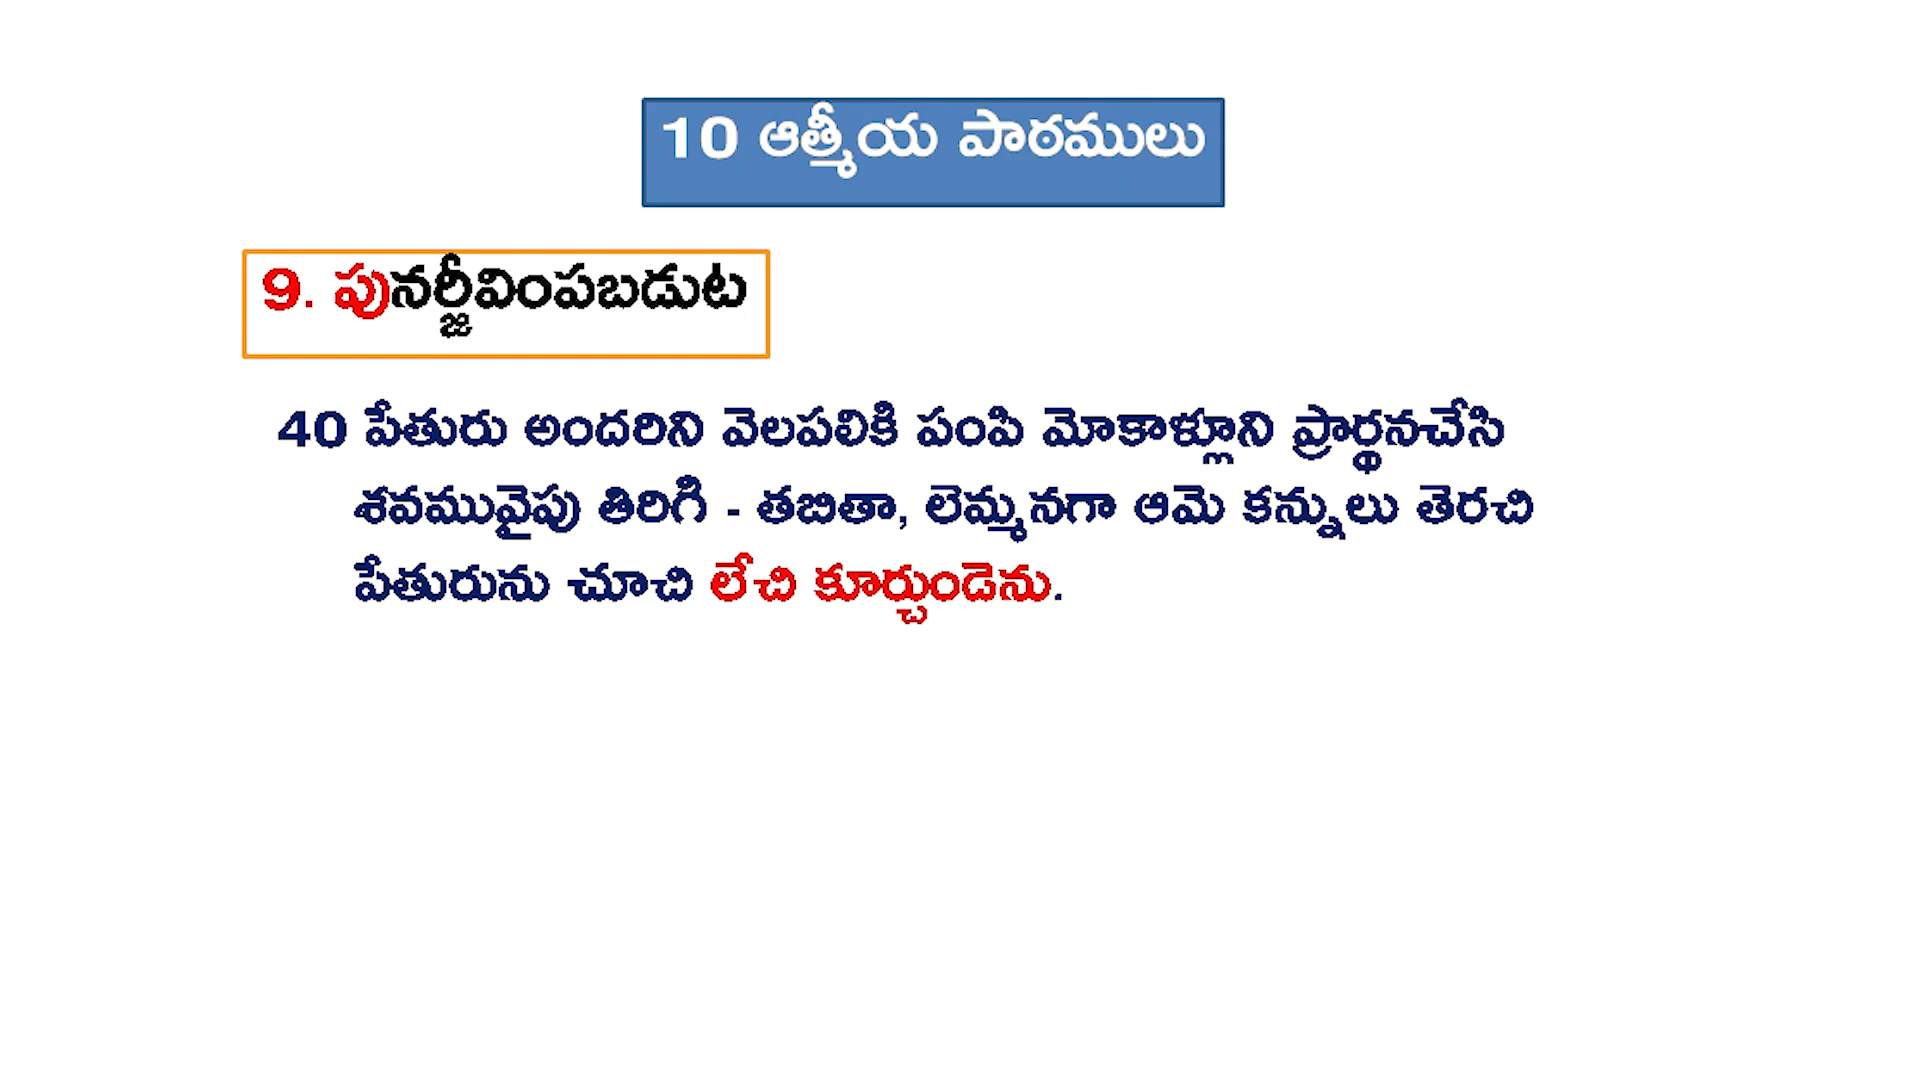 10 ఆత్మీయ పాఠములు
9. పునర్జీవింపబడుట
40 పేతురు అందరిని వెలపలికి పంపి మోకాళ్లూని ప్రార్థనచేసి
శవమువైపు తిరిగి - తబితా, లెమ్మనగా ఆమె కన్నులు తెరచి
పేతురును చూచి లేచి కూర్చుండెను.